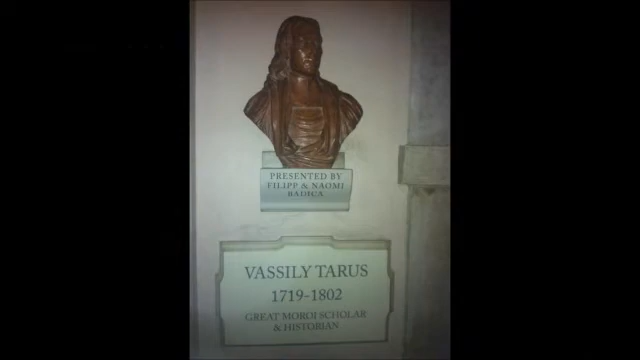 PRESENTED BY
FILIPP & NAOMI
BADICA
VASSILY TARUS
1719-1802
GREAT MOROI SCHOLAR
& HISTORIAN